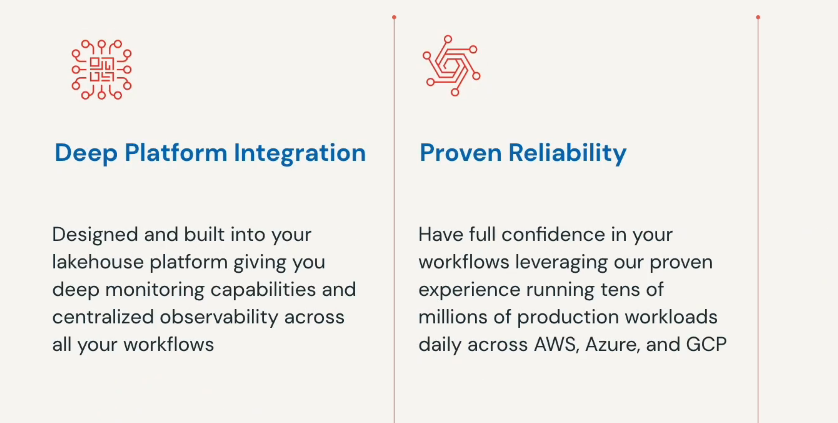 Deep Platform Integration
Designed and built into your
lakehouse platform giving you
deep monitoring capabilities and
centralized observability across
all your workflows
Proven Reliability
Have full confidence in your
workflows leveraging our proven
experience running tens of
millions of production workloads
daily across AWS, Azure, and GCP